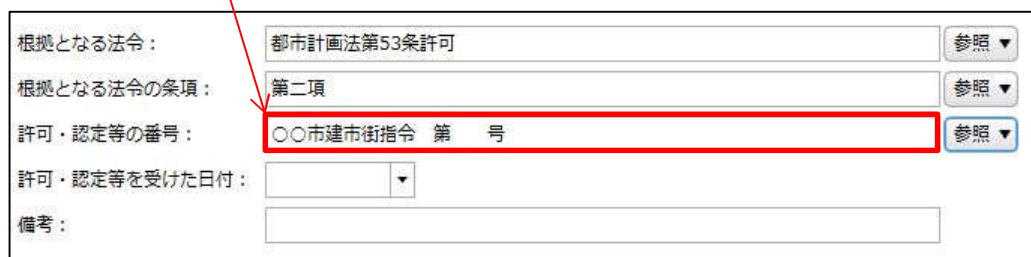 根拠となる法令： 都市計画法第53条許可 参照 ▼
根拠となる法令の条項： 第二項 参照 ▼
許可・認定等の番号： ○○市建市街指令　第　　号 参照 ▼
許可・認定等を受けた日付： ▼
備考：